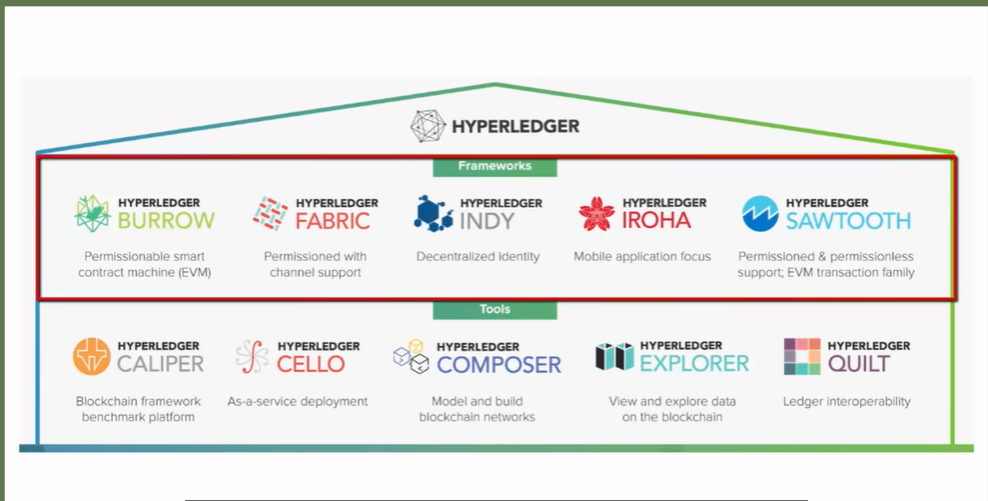 HYPERLEDGER
Frameworks
HYPERLEDGER
BURROW
Permissionable smart
contract machine (EVM)
HYPERLEDGER
FABRIC
Permissioned with
channel support
HYPERLEDGER
INDY
Decentralized identity
HYPERLEDGER
IROHA
Mobile application focus
HYPERLEDGER
SAWTOOTH
Permissioned & permissionless
support; EVM transaction family
Tools
HYPERLEDGER
CALIPER
Blockchain framework
benchmark platform
HYPERLEDGER
CELLO
As-a-service deployment
HYPERLEDGER
COMPOSER
Model and build
blockchain networks
HYPERLEDGER
EXPLORER
View and explore data
on the blockchain
HYPERLEDGER
QUILT
Ledger interoperability